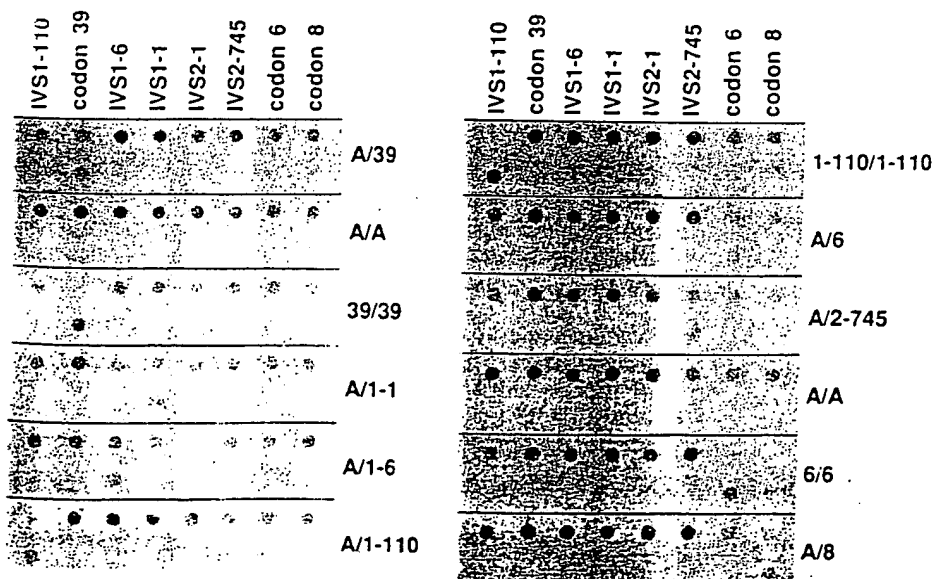 IVS1-110
codon 39
IVS1-6
IVS1-1
IVS2-1
IVS2-745
codon 6
codon 8
A/39
A/A
39/39
A/1-1
A/1-6
A/1-110
IVS1-110
codon 39
IVS1-6
IVS1-1
IVS2-1
IVS2-745
codon 6
codon 8
1-110/1-110
A/6
A/2-745
A/A
6/6
A/8